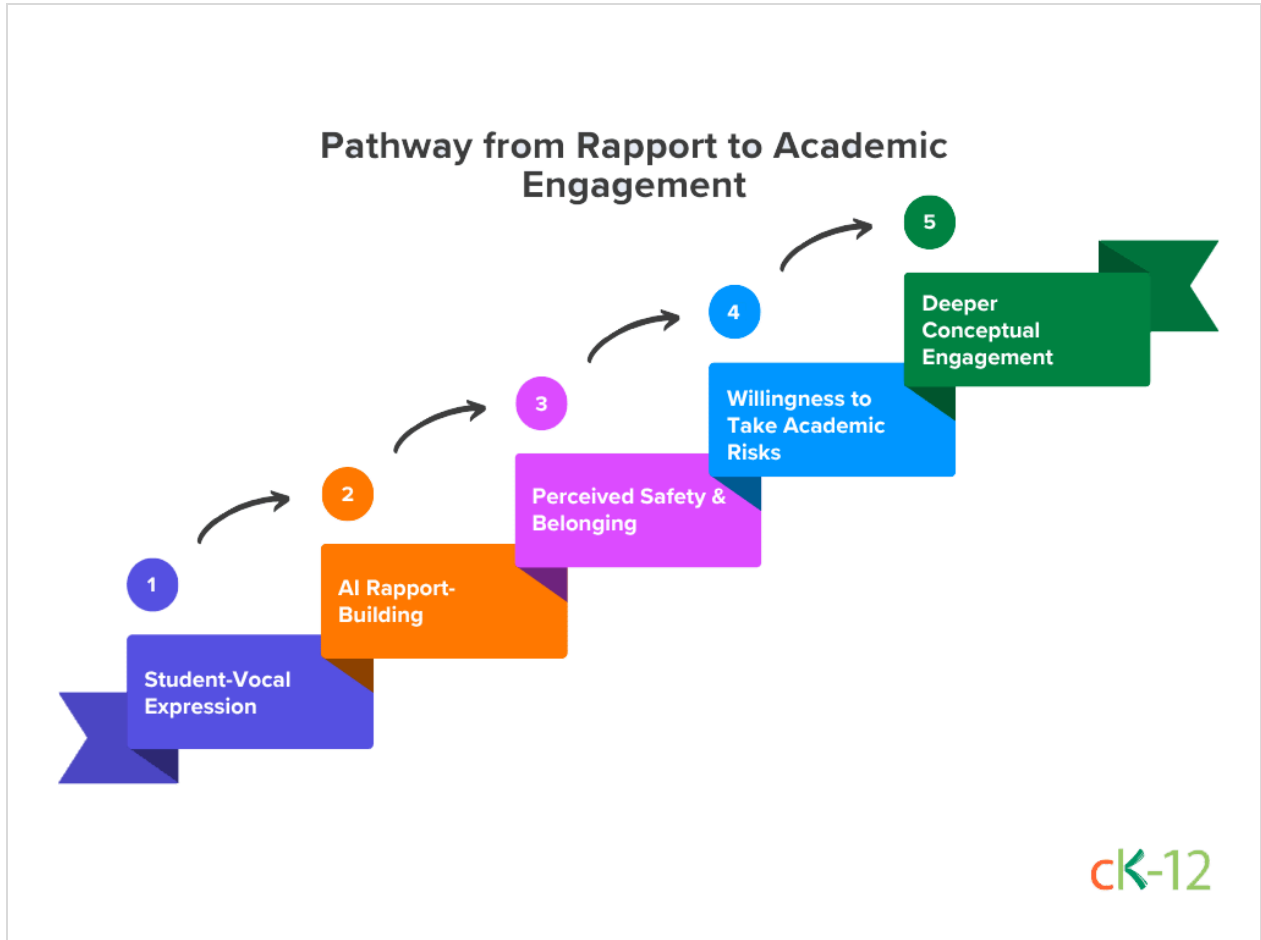 Pathway from Rapport to Academic
Engagement
5
Deeper
Conceptual
Engagement
4
Willingness to
Take Academic
Risks
3
Perceived Safety &
Belonging
2
AI Rapport-
Building
1
Student-Vocal
Expression
cK-12